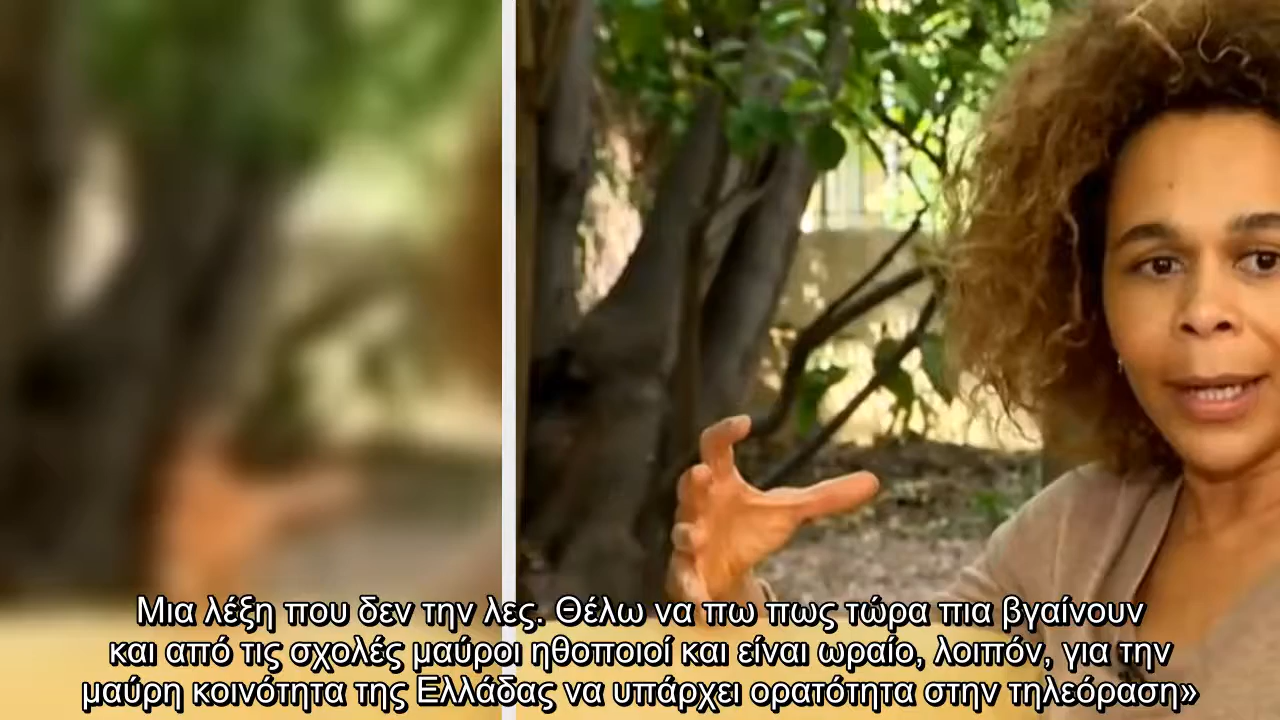 Μια λέξη που δεν την λες. Θέλω να πω πως τώρα πια βγαίνουν
και από τις σχολές μαύροι ηθοποιοί και είναι ωραίο, λοιπόν, για την
μαύρη κοινότητα της Ελλάδας να υπάρχει ορατότητα στην τηλεόραση»